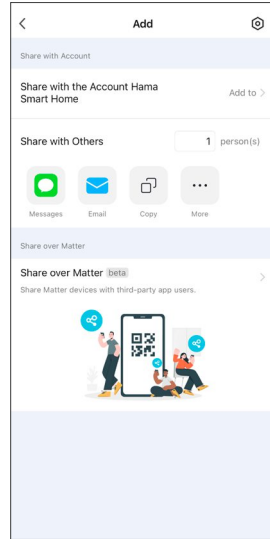 Add
Share with Account
Share with the Account Hama
Smart Home
Add to >
Share with Others
1 person(s)
Messages
Email
Copy
More
Share over Matter
Share over Matter beta
Share Matter devices with third-party app users.